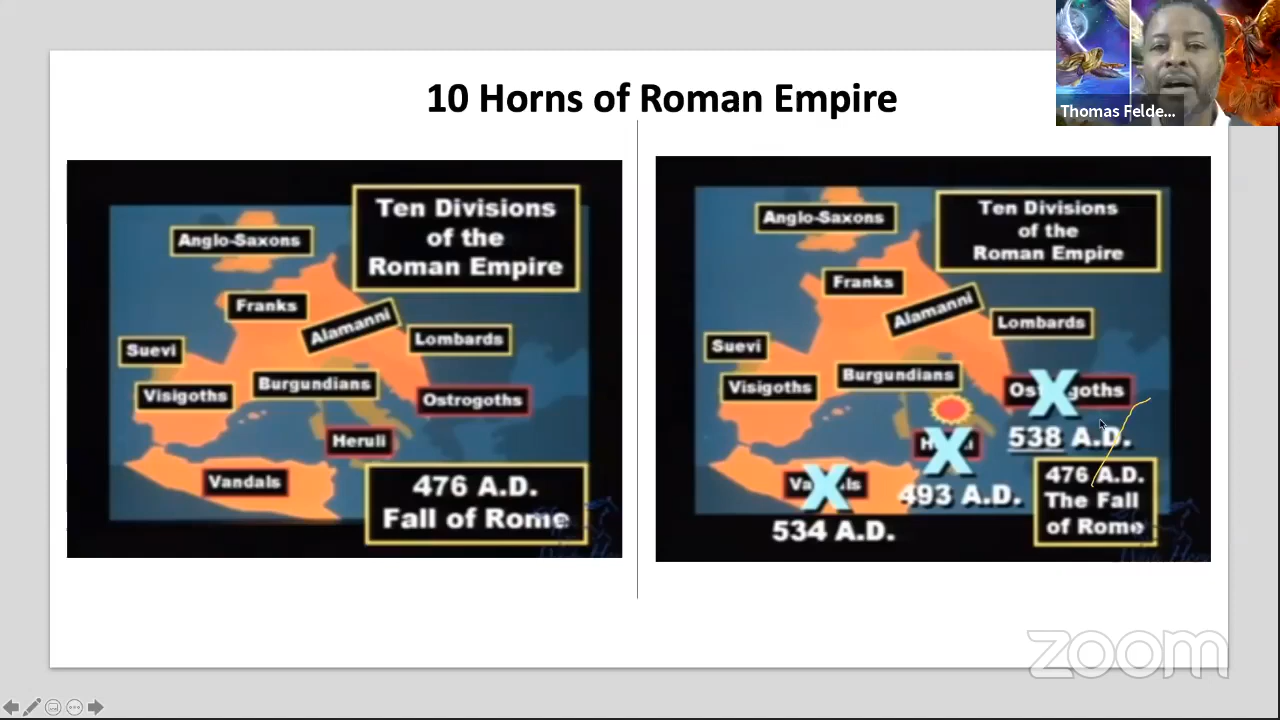 10 Horns of Roman Empire
Thomas Felde...
Ten Divisions
of the
Roman Empire
Anglo-Saxons
Franks
Alamanni
Lombards
Suevi
Visigoths
Burgundians
Ostrogoths
Heruli
Vandals
476 A.D.
Fall of Rome
Ten Divisions
of the
Roman Empire
Anglo-Saxons
Franks
Alamanni
Lombards
Suevi
Visigoths
Burgundians
538 A.D.
493 A.D.
534 A.D.
476 A.D.
The Fall
of Rome
zoom